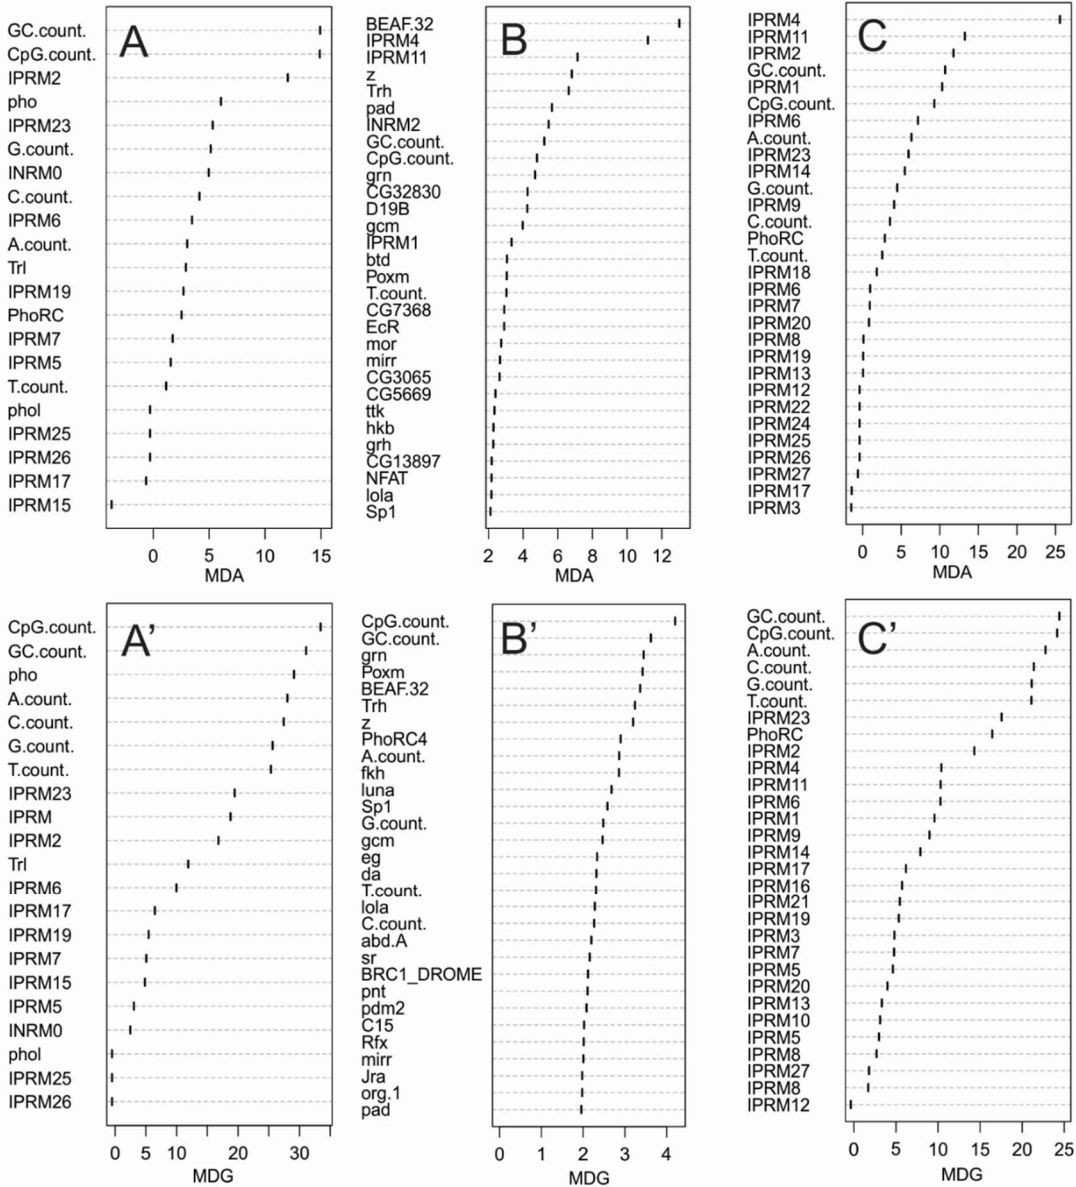 A
GC.count.
CpG.count.
IPRM2
pho
IPRM23
G.count.
INRM0
C.count.
IPRM6
A.count.
Trl
IPRM19
PhoRC
IPRM7
IPRM5
T.count.
phol
IPRM25
IPRM26
IPRM17
IPRM15
0 5 10 15
MDA
B
BEAF.32
IPRM4
IPRM11
z
Trh
pad
INRM2
GC.count.
CpG.count.
grn
CG32830
D19B
gcm
IPRM1
btd
Poxm
T.count.
CG7368
EcR
mor
mirr
CG3065
CG5669
ttk
hkb
grh
CG13897
NFAT
lola
Sp1
2 4 6 8 10 12
MDA
C
IPRM4
IPRM11
IPRM2
GC.count.
IPRM1
CpG.count.
IPRM6
A.count.
IPRM23
IPRM14
G.count.
IPRM9
C.count.
PhoRC
T.count.
IPRM18
IPRM6
IPRM7
IPRM20
IPRM8
IPRM19
IPRM13
IPRM12
IPRM22
IPRM24
IPRM25
IPRM26
IPRM27
IPRM17
IPRM3
0 5 10 15 20 25
MDA
A’
CpG.count.
GC.count.
pho
A.count.
C.count.
G.count.
T.count.
IPRM23
IPRM
IPRM2
Trl
IPRM6
IPRM17
IPRM19
IPRM7
IPRM15
IPRM5
INRM0
phol
IPRM25
IPRM26
0 5 10 20 30
MDG
B’
CpG.count.
GC.count.
grn
Poxm
BEAF.32
Trh
z
PhoRC4
A.count.
fkh
luna
Sp1
G.count.
gcm
eg
da
T.count.
lola
C.count.
abd.A
sr
BRC1_DROME
pnt
pdm2
C15
Rfx
mirr
Jra
org.1
pad
0 1 2 3 4
MDG
C’
GC.count.
CpG.count.
A.count.
C.count.
G.count.
T.count.
IPRM23
PhoRC
IPRM2
IPRM4
IPRM11
IPRM6
IPRM1
IPRM9
IPRM14
IPRM17
IPRM16
IPRM21
IPRM19
IPRM3
IPRM7
IPRM5
IPRM20
IPRM13
IPRM10
IPRM5
IPRM8
IPRM27
IPRM8
IPRM12
0 5 10 15 20 25
MDG